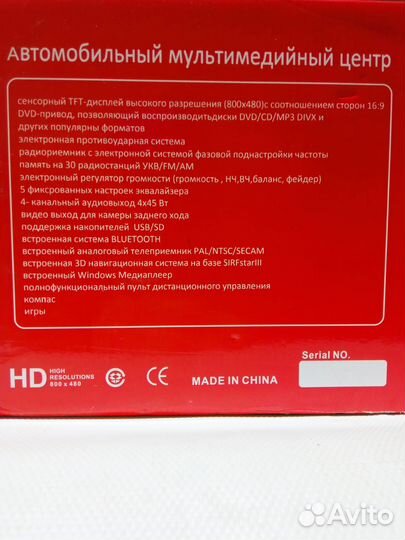 Автомобильный мультимедийный центр
сенсорный TFT-дисплей высокого разрешения (800x480)с соотношением сторон 16:9
DVD-привод, позволяющий воспроизводитьдиски DVD/CD/MP3 DIVX и
других популярны форматов
электронная противоударная система
радиориемник с электронной системой фазовой поднастройки частоты
память на 30 радиостанций УКВ/FM/AM
электронный регулятор громкости (громкость , НЧ,ВЧ,баланс, фейдер)
5 фиксрованных настроек эквалайзера
4- канальный аудиовыход 4x45 Вт
видео выход для камеры заднего хода
поддержка накопителей USB/SD
встроенная система BLUETOOTH
встроенный аналоговый телеприемник PAL/NTSC/SECAM
встроенная 3D навигационная система на базе SIRFstarIII
встроенный Windows Медиаплеер
полнофункциональный пульт дистанционного управления
компас
игры
Serial NO.
HD HIGH
RESOLUTIONS
800 x 480
CE
MADE IN CHINA
Avito